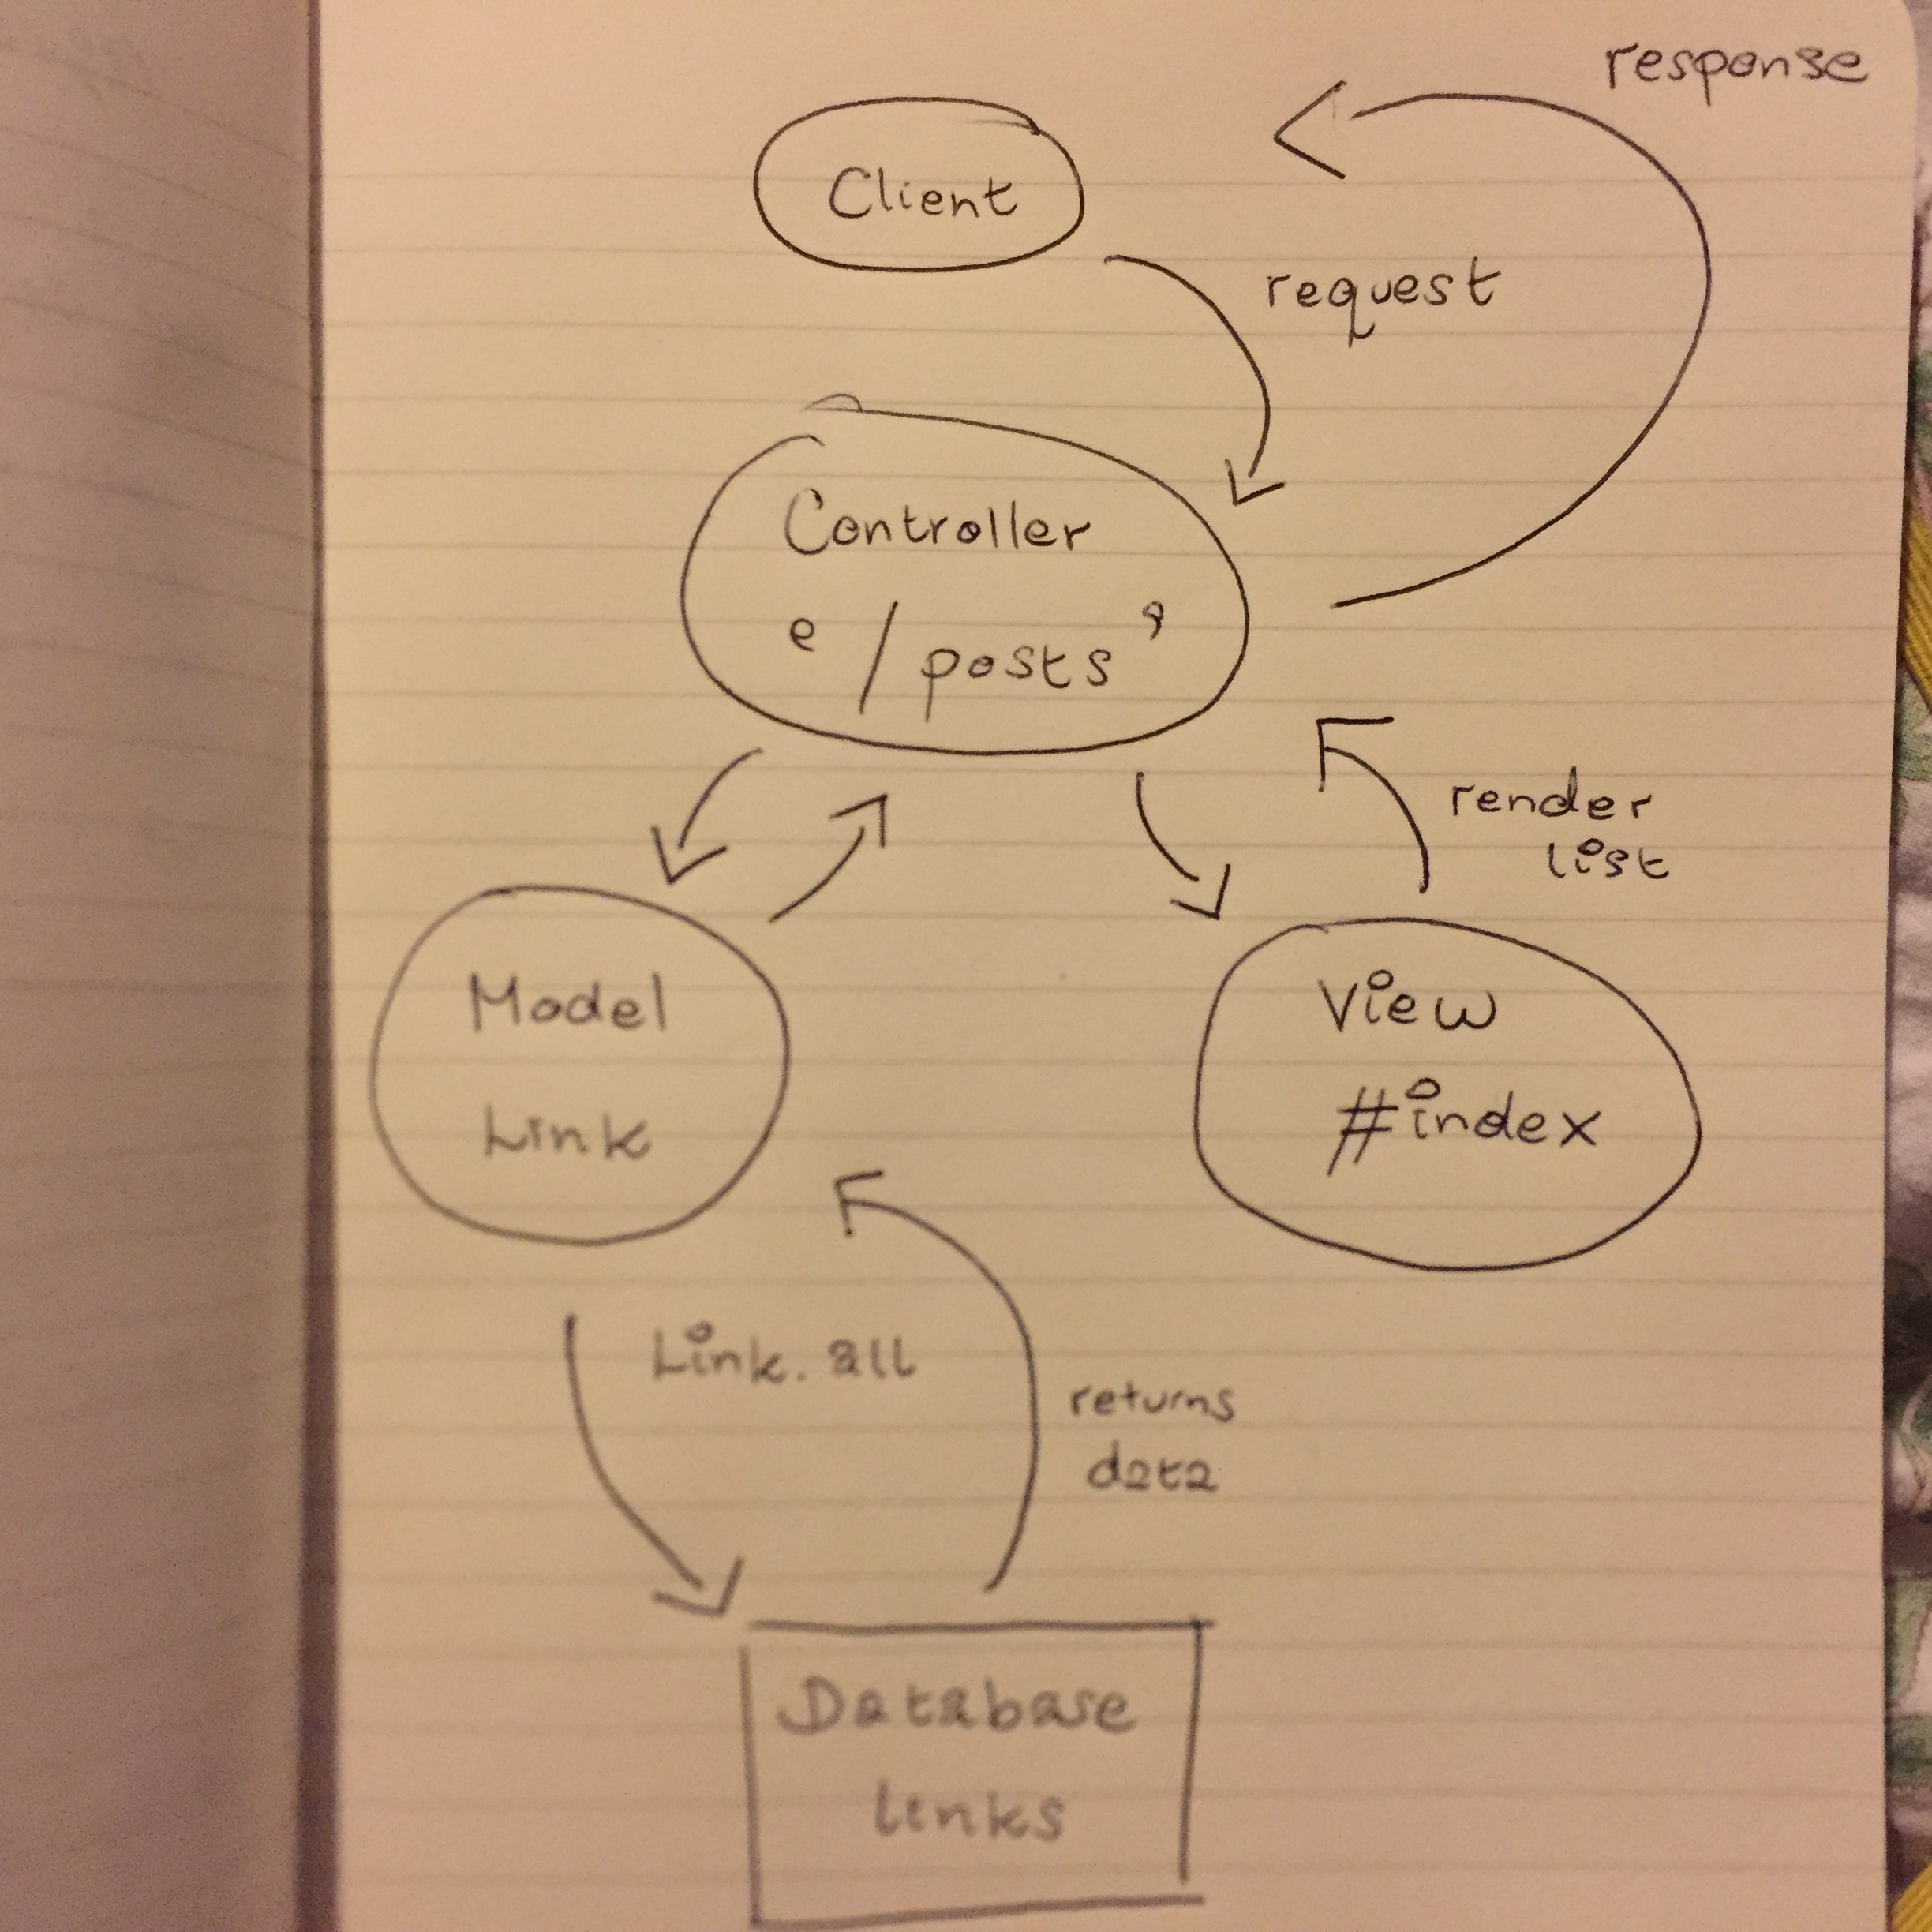 response
Client
request
Controller
e /posts ,
render
list
Model
Link
View
#index
Link.all
returns
data
Database
links